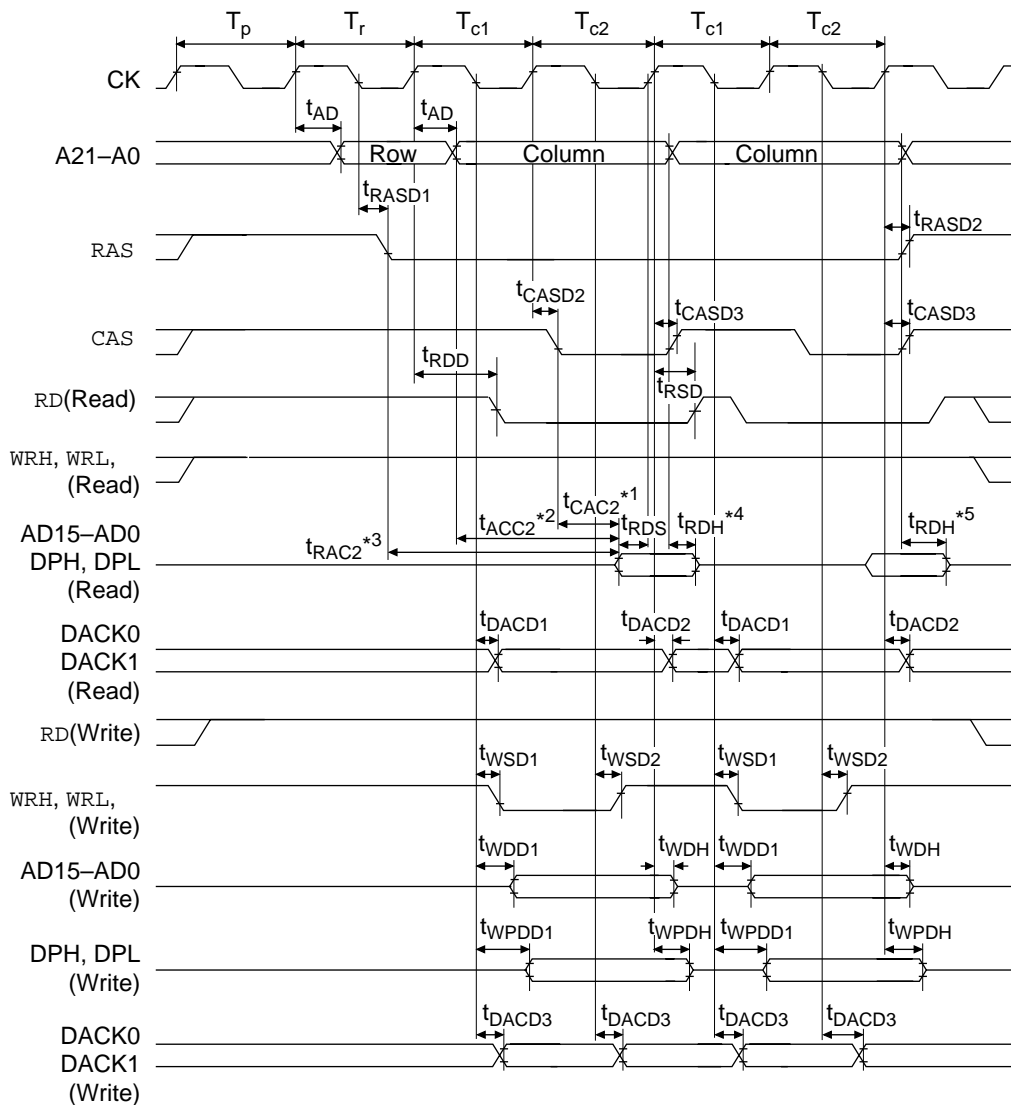 Tp Tr Tc1 Tc2 Tc1 Tc2
CK
tAD tAD
A21–A0 Row Column Column
tRASD1 tRASD2
RAS
tCASD2 tCASD3 tCASD3
CAS
tRDD tRSD
RD(Read)
WRH, WRL,
(Read)
tCAC2*1
tACC2*2 tRDS tRDH*4 tRDH*5
tRAC2*3
AD15–AD0
DPH, DPL
(Read)
tDACD1 tDACD2 tDACD1 tDACD2
DACK0
DACK1
(Read)
RD(Write)
tWSD1 tWSD2 tWSD1 tWSD2
WRH, WRL,
(Write)
tWDD1 tWDH tWDD1 tWDH
AD15–AD0
(Write)
tWPDD1 tWPDH tWPDD1 tWPDH
DPH, DPL
(Write)
tDACD3 tDACD3 tDACD3 tDACD3
DACK0
DACK1
(Write)